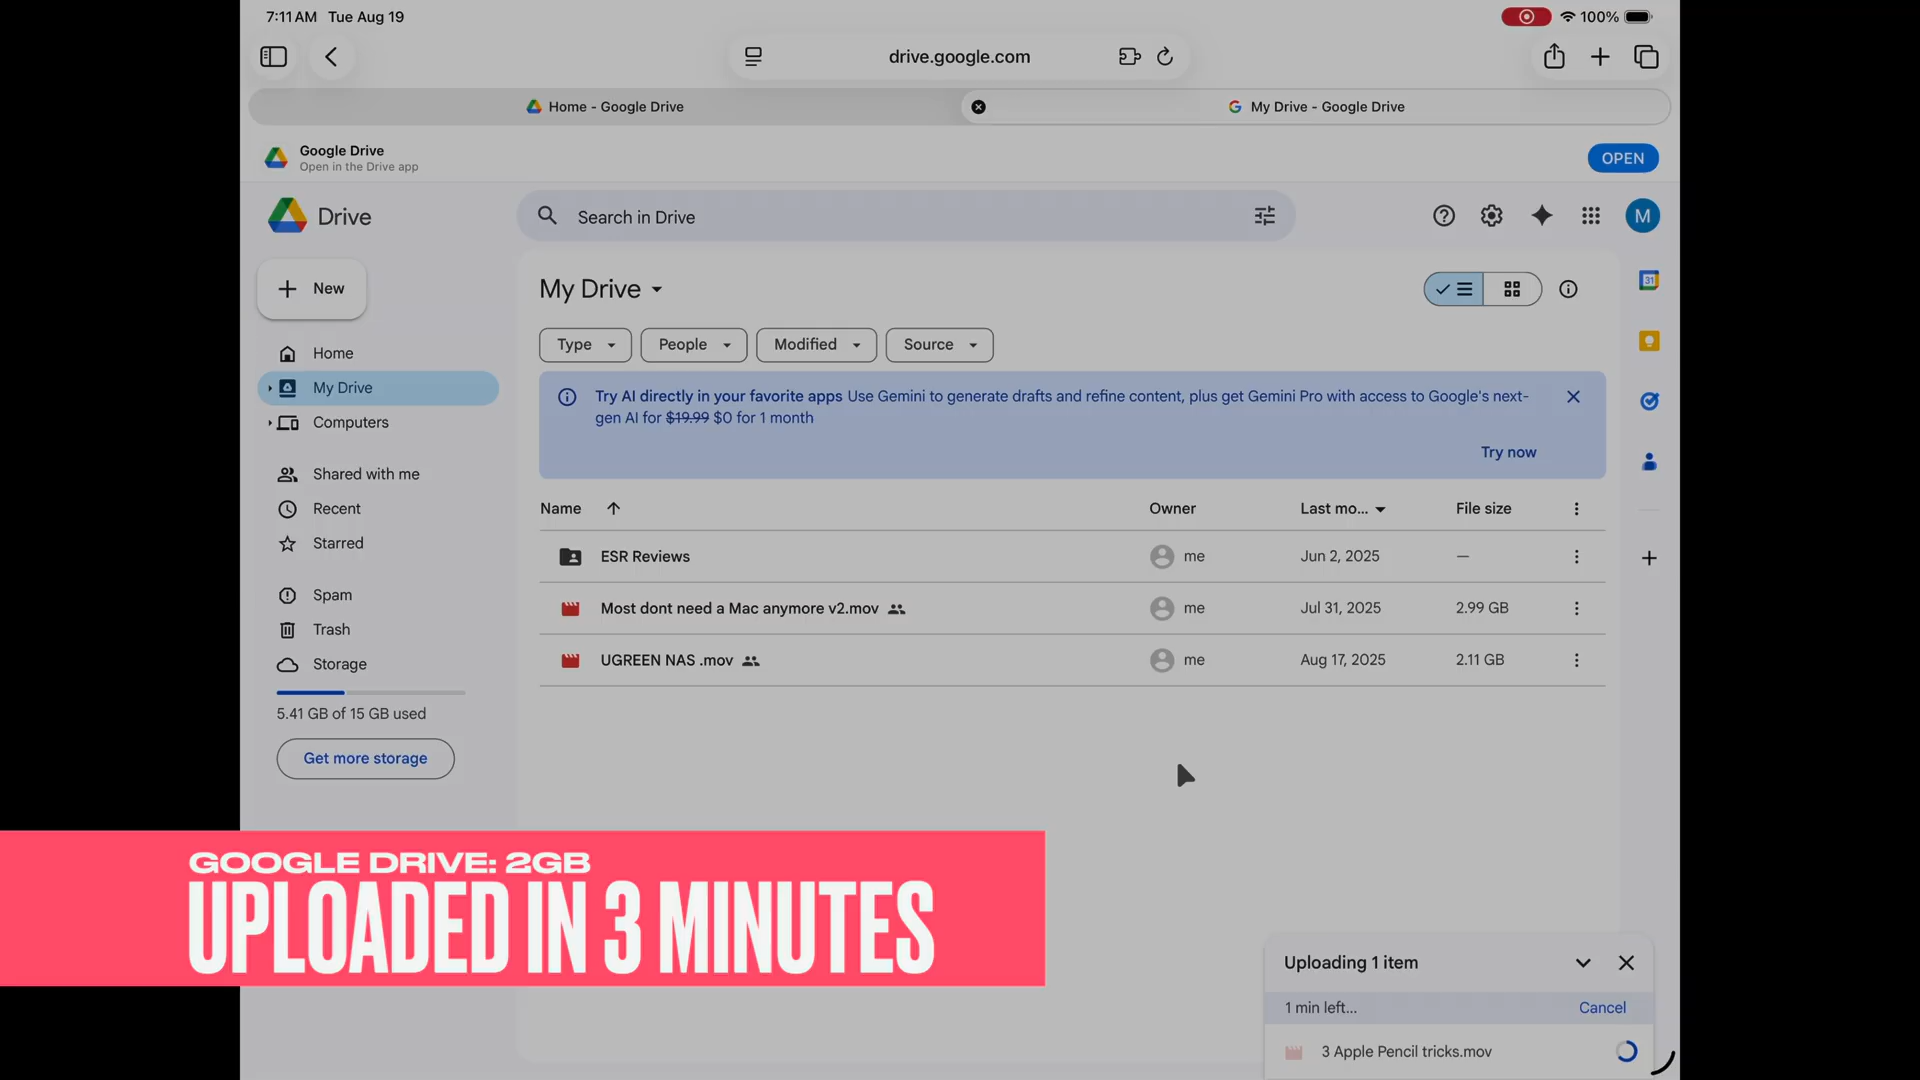 7:11 AM Tue Aug 19
100%
drive.google.com
Home - Google Drive
My Drive - Google Drive
Google Drive
Open in the Drive app
OPEN
Drive
Search in Drive
M
New
My Drive
31
Type
People
Modified
Source
Home
My Drive
Computers
Shared with me
Recent
Starred
Spam
Trash
Storage
5.41 GB of 15 GB used
Get more storage
Try AI directly in your favorite apps Use Gemini to generate drafts and refine content, plus get Gemini Pro with access to Google's next-
gen AI for $19.99 $0 for 1 month
Try now
Name Owner Last mo... File size
ESR Reviews me Jun 2, 2025 —
Most dont need a Mac anymore v2.mov me Jul 31, 2025 2.99 GB
UGREEN NAS .mov me Aug 17, 2025 2.11 GB
GOOGLE DRIVE: 2GB
UPLOADED IN 3 MINUTES
Uploading 1 item
1 min left...
Cancel
3 Apple Pencil tricks.mov